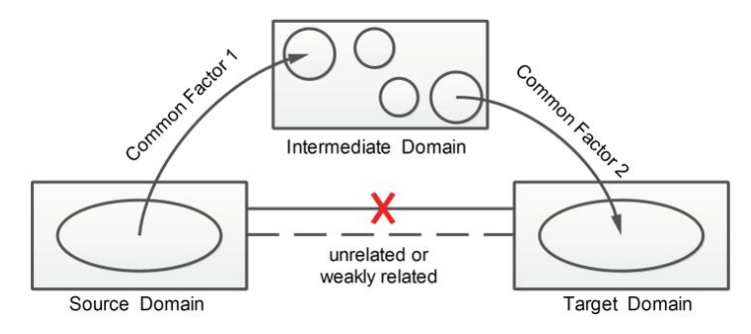 Common Factor 1
Common Factor 2
Intermediate Domain
unrelated or
weakly related
Source Domain
Target Domain